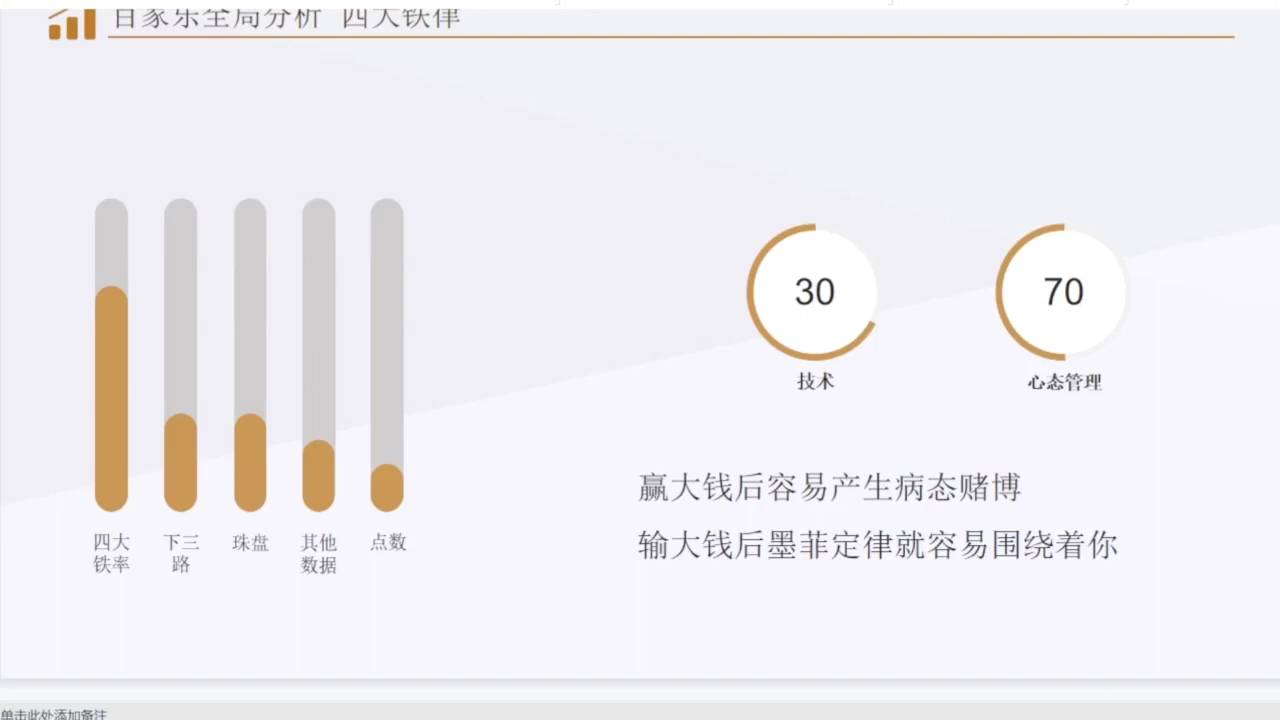 百家乐全局分析 四大铁律
30
70
技术
心态管理
赢大钱后容易产生病态赌博
输大钱后墨菲定律就容易围绕着你
四大
铁率
下三
路
珠盘
其他
数据
点数
单击此处添加备注